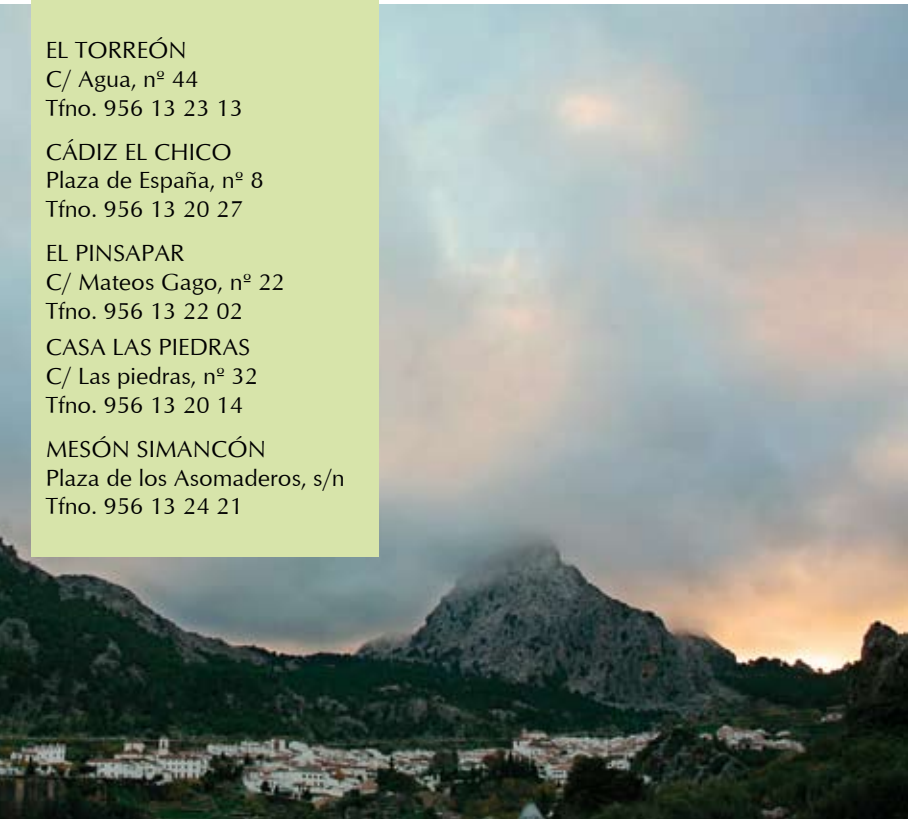 EL TORREÓN
C/ Agua, nº 44
Tfno. 956 13 23 13
CÁDIZ EL CHICO
Plaza de España, nº 8
Tfno. 956 13 20 27
EL PINSAPAR
C/ Mateos Gago, nº 22
Tfno. 956 13 22 02
CASA LAS PIEDRAS
C/ Las piedras, nº 32
Tfno. 956 13 20 14
MESÓN SIMANCÓN
Plaza de los Asomaderos, s/n
Tfno. 956 13 24 21